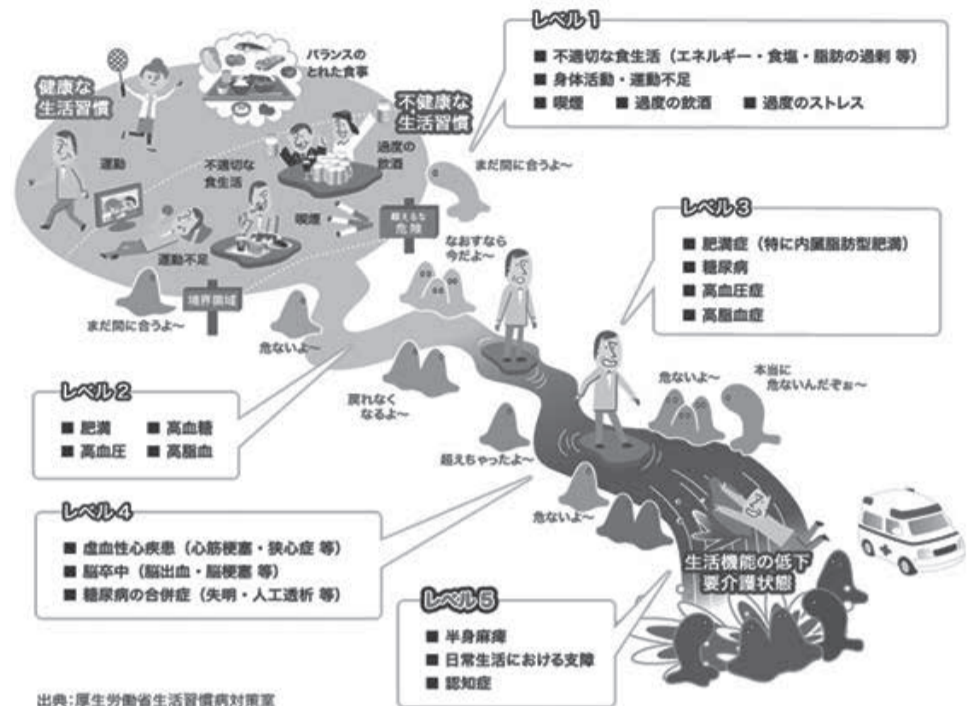 レベル1
■ 不適切な食生活（エネルギー・食塩・脂肪の過剰 等）
■ 身体活動・運動不足
■ 喫煙 ■ 過度の飲酒 ■ 過度のストレス
バランスの
とれた食事
健康な
生活習慣
不健康な
生活習慣
運動
不適切な
食生活
過度の
飲酒
まだ間に合うよ～
喫煙
超えるな
危険
運動不足
なおすなら
今だよ～
境界領域
まだ間に合うよ～
危ないよ～
レベル3
■ 肥満症（特に内臓脂肪型肥満）
■ 糖尿病
■ 高血圧症
■ 高脂血症
レベル2
■ 肥満 ■ 高血糖
■ 高血圧 ■ 高脂血
戻れなく
なるよ～
危ないよ～
本当に
危ないんだぞぉ～
超えちゃったよ～
危ないよ～
レベル4
■ 虚血性心疾患（心筋梗塞・狭心症 等）
■ 脳卒中（脳出血・脳梗塞 等）
■ 糖尿病の合併症（失明・人工透析 等）
生活機能の低下
要介護状態
レベル5
■ 半身麻痺
■ 日常生活における支障
■ 認知症
出典：厚生労働省生活習慣病対策室